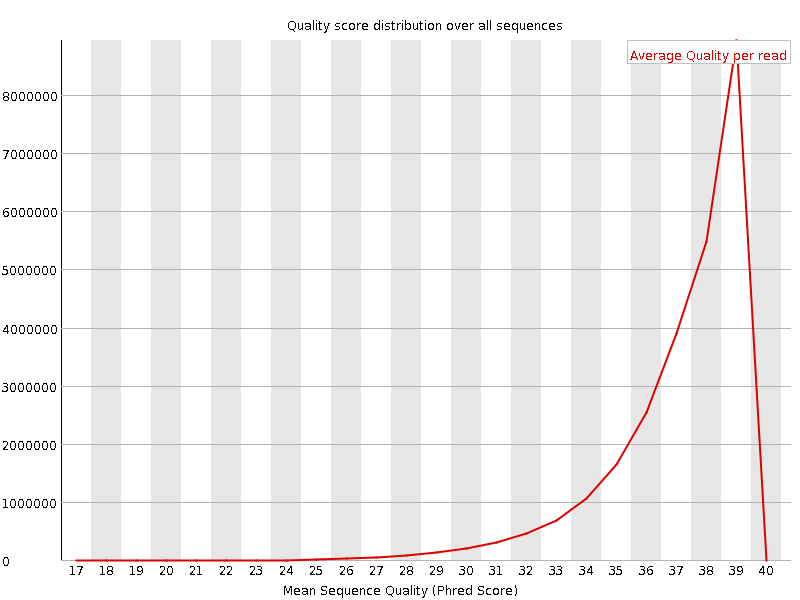 Quality score distribution over all sequences
Average Quality per read
8000000
7000000
6000000
5000000
4000000
3000000
2000000
1000000
0
17 18 19 20 21 22 23 24 25 26 27 28 29 30 31 32 33 34 35 36 37 38 39 40
Mean Sequence Quality (Phred Score)